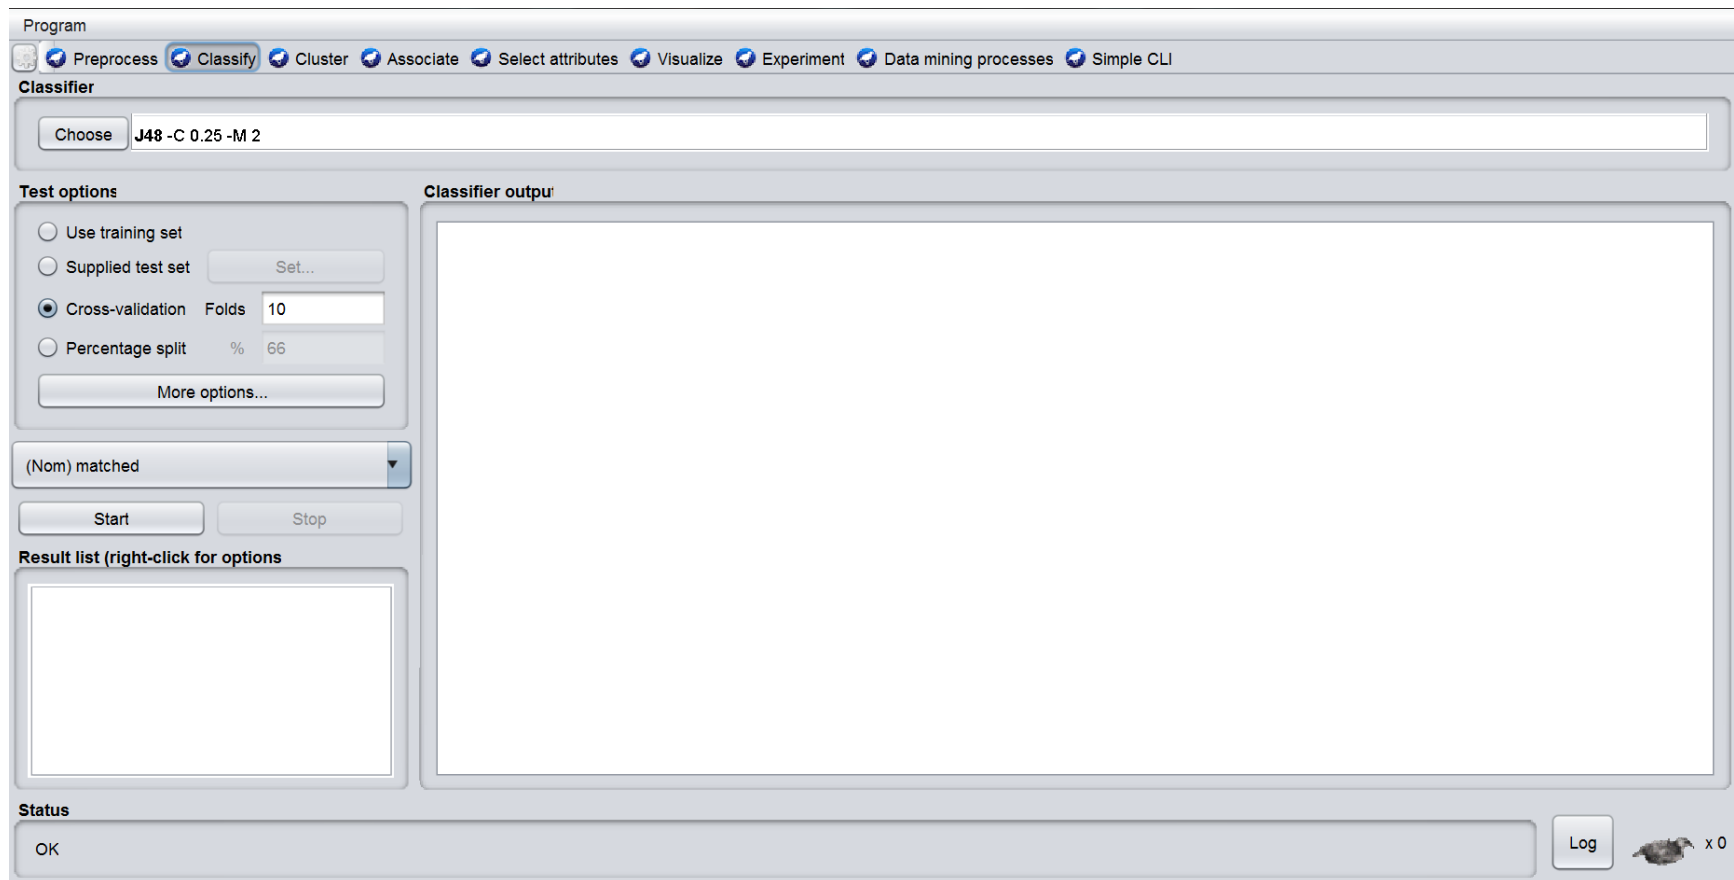 Program
Preprocess Classify Cluster Associate Select attributes Visualize Experiment Data mining processes Simple CLI
Classifier
Choose J48 -C 0.25 -M 2
Test options
Classifier output
Use training set
Supplied test set Set...
Cross-validation Folds 10
Percentage split % 66
More options...
(Nom) matched
Start Stop
Result list (right-click for options
Status
OK
Log x 0